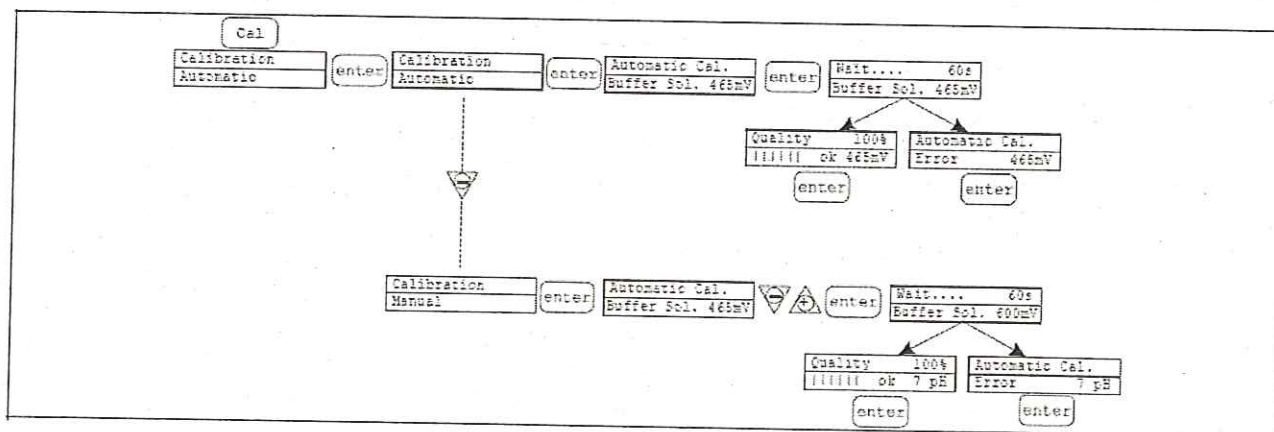 Cal
Calibration
Automatic
enter
Calibration
Automatic
enter
Automatic Cal.
Buffer Sol. 465mV
enter
Wait.... 60s
Buffer Sol. 465mV
Quality 100%
|||||| ok 465mV
enter
Automatic Cal.
Error 465mV
enter
-
Calibration
Manual
enter
Automatic Cal.
Buffer Sol. 465mV
- +
enter
Wait.... 60s
Buffer Sol. 600mV
Quality 100%
|||||| ok 7 pH
enter
Automatic Cal.
Error 7 pH
enter